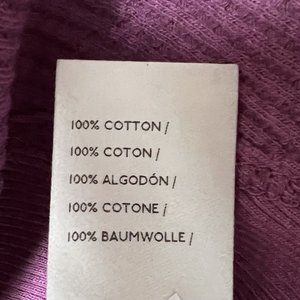 100% COTTON /
100% COTON /
100% ALGODÓN /
100% COTONE /
100% BAUMWOLLE /